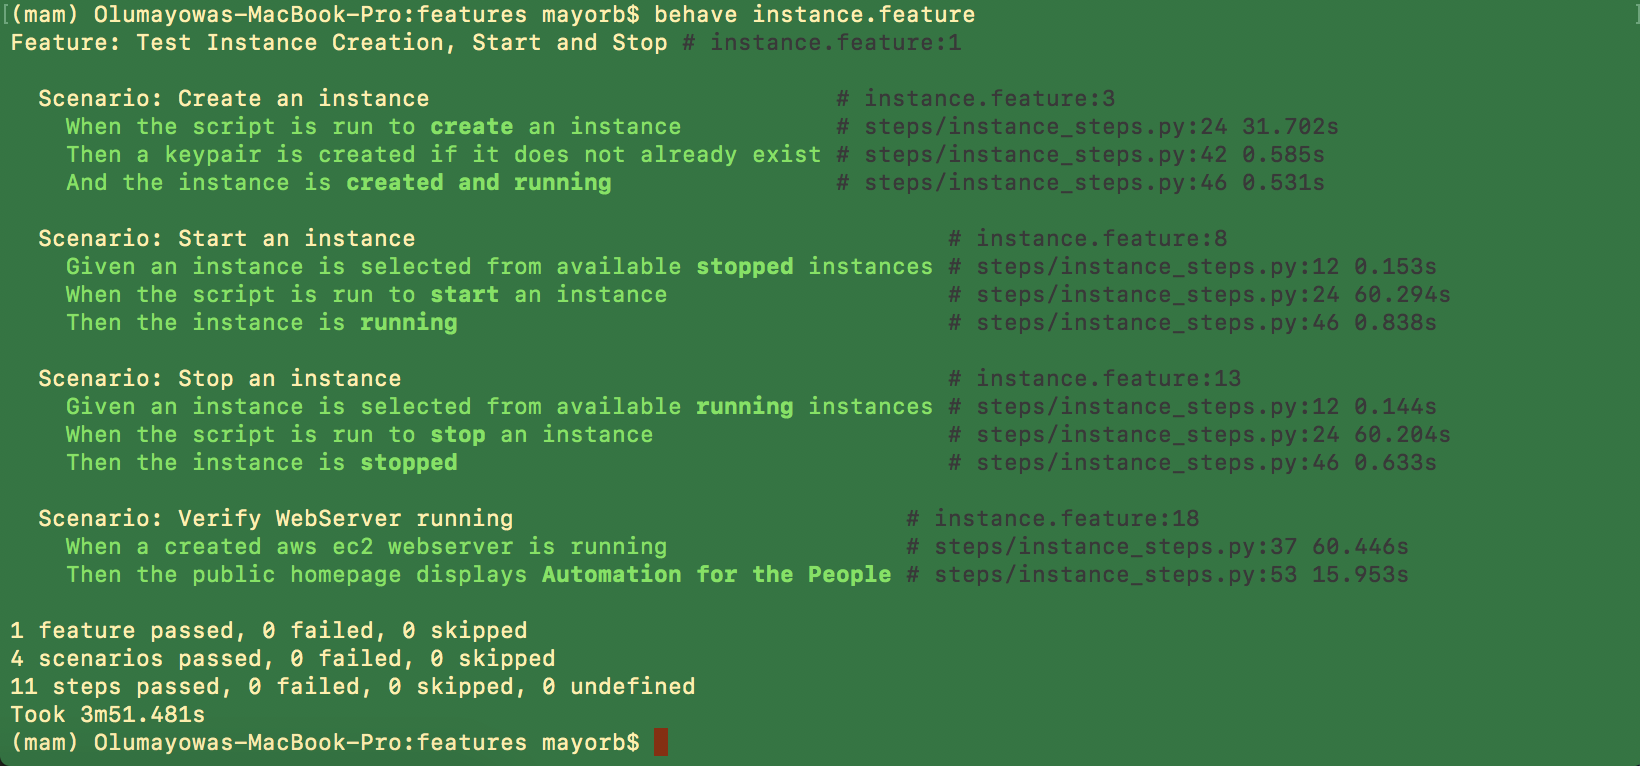 (mam) Olumayowas-MacBook-Pro:features mayorb$ behave instance.feature
Feature: Test Instance Creation, Start and Stop # instance.feature:1
Scenario: Create an instance # instance.feature:3
When the script is run to create an instance # steps/instance_steps.py:24 31.702s
Then a keypair is created if it does not already exist # steps/instance_steps.py:42 0.585s
And the instance is created and running # steps/instance_steps.py:46 0.531s
Scenario: Start an instance # instance.feature:8
Given an instance is selected from available stopped instances # steps/instance_steps.py:12 0.153s
When the script is run to start an instance # steps/instance_steps.py:24 60.294s
Then the instance is running # steps/instance_steps.py:46 0.838s
Scenario: Stop an instance # instance.feature:13
Given an instance is selected from available running instances # steps/instance_steps.py:12 0.144s
When the script is run to stop an instance # steps/instance_steps.py:24 60.204s
Then the instance is stopped # steps/instance_steps.py:46 0.633s
Scenario: Verify WebServer running # instance.feature:18
When a created aws ec2 webserver is running # steps/instance_steps.py:37 60.446s
Then the public homepage displays Automation for the People # steps/instance_steps.py:53 15.953s
1 feature passed, 0 failed, 0 skipped
4 scenarios passed, 0 failed, 0 skipped
11 steps passed, 0 failed, 0 skipped, 0 undefined
Took 3m51.481s
(mam) Olumayowas-MacBook-Pro:features mayorb$